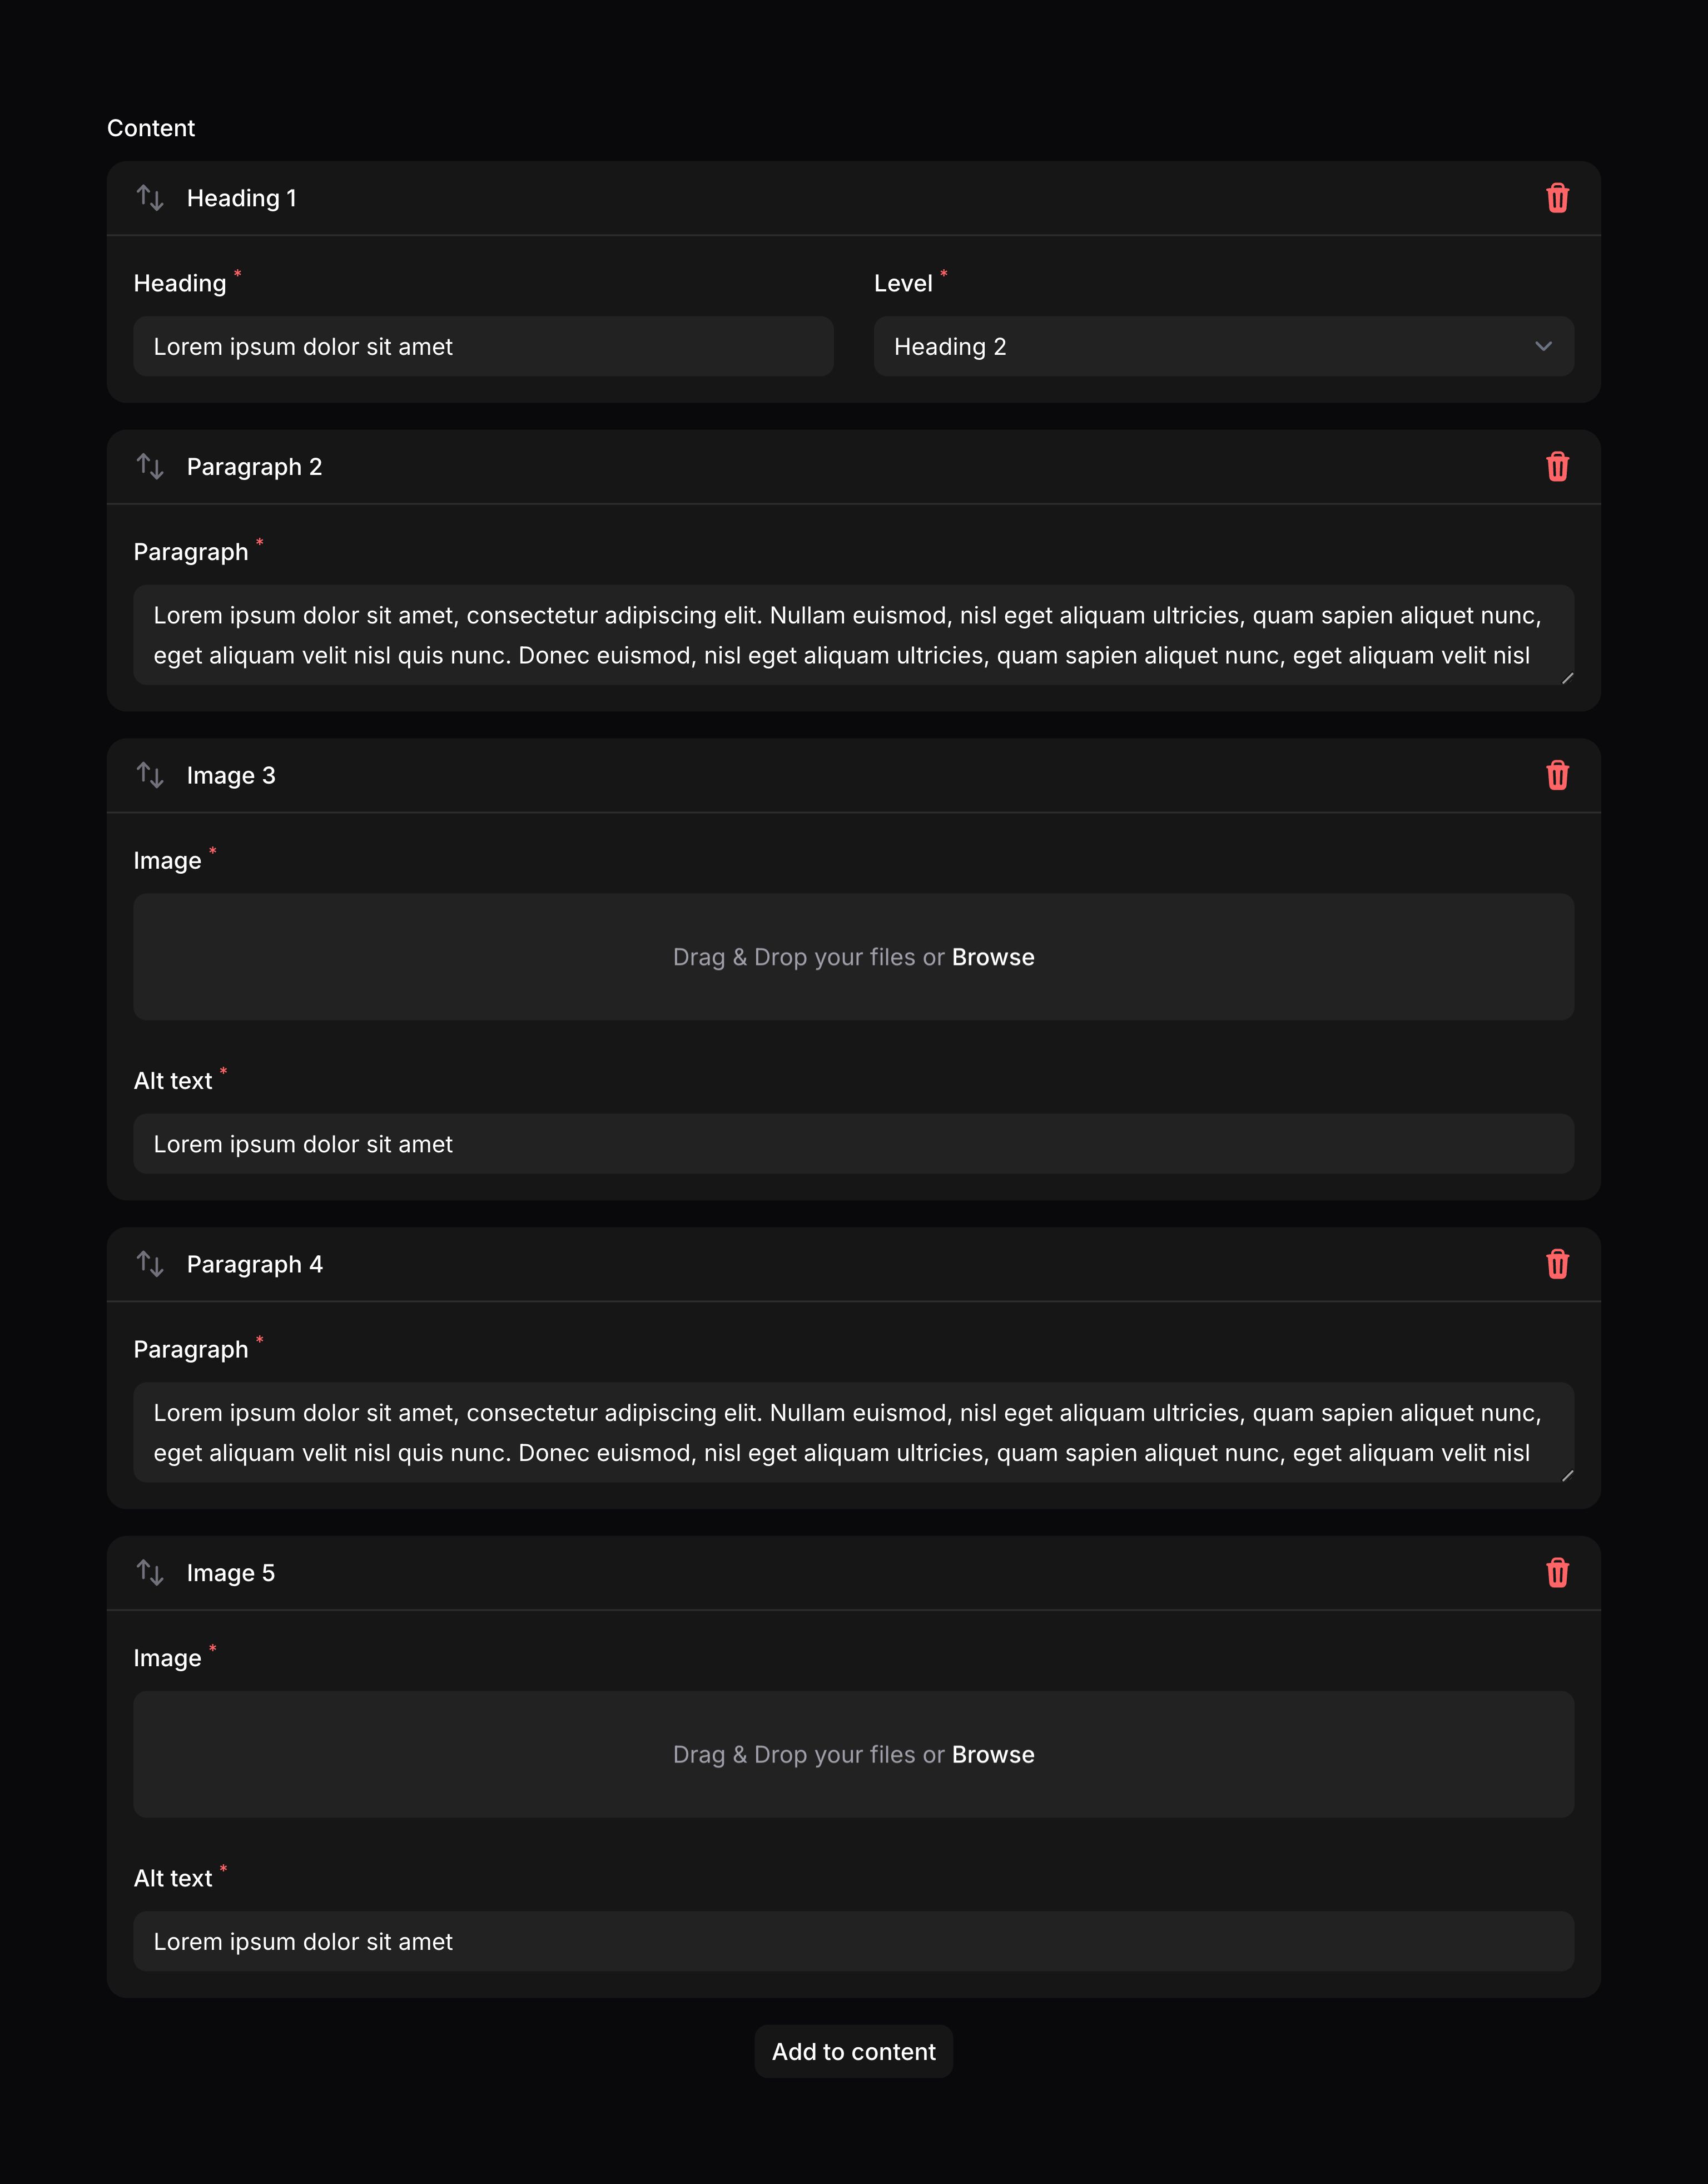 Content
Heading 1
Heading *
Level *
Lorem ipsum dolor sit amet
Heading 2
Paragraph 2
Paragraph *
Lorem ipsum dolor sit amet, consectetur adipiscing elit. Nullam euismod, nisl eget aliquam ultricies, quam sapien aliquet nunc,
eget aliquam velit nisl quis nunc. Donec euismod, nisl eget aliquam ultricies, quam sapien aliquet nunc, eget aliquam velit nisl
Image 3
Image *
Drag & Drop your files or Browse
Alt text *
Lorem ipsum dolor sit amet
Paragraph 4
Paragraph *
Lorem ipsum dolor sit amet, consectetur adipiscing elit. Nullam euismod, nisl eget aliquam ultricies, quam sapien aliquet nunc,
eget aliquam velit nisl quis nunc. Donec euismod, nisl eget aliquam ultricies, quam sapien aliquet nunc, eget aliquam velit nisl
Image 5
Image *
Drag & Drop your files or Browse
Alt text *
Lorem ipsum dolor sit amet
Add to content